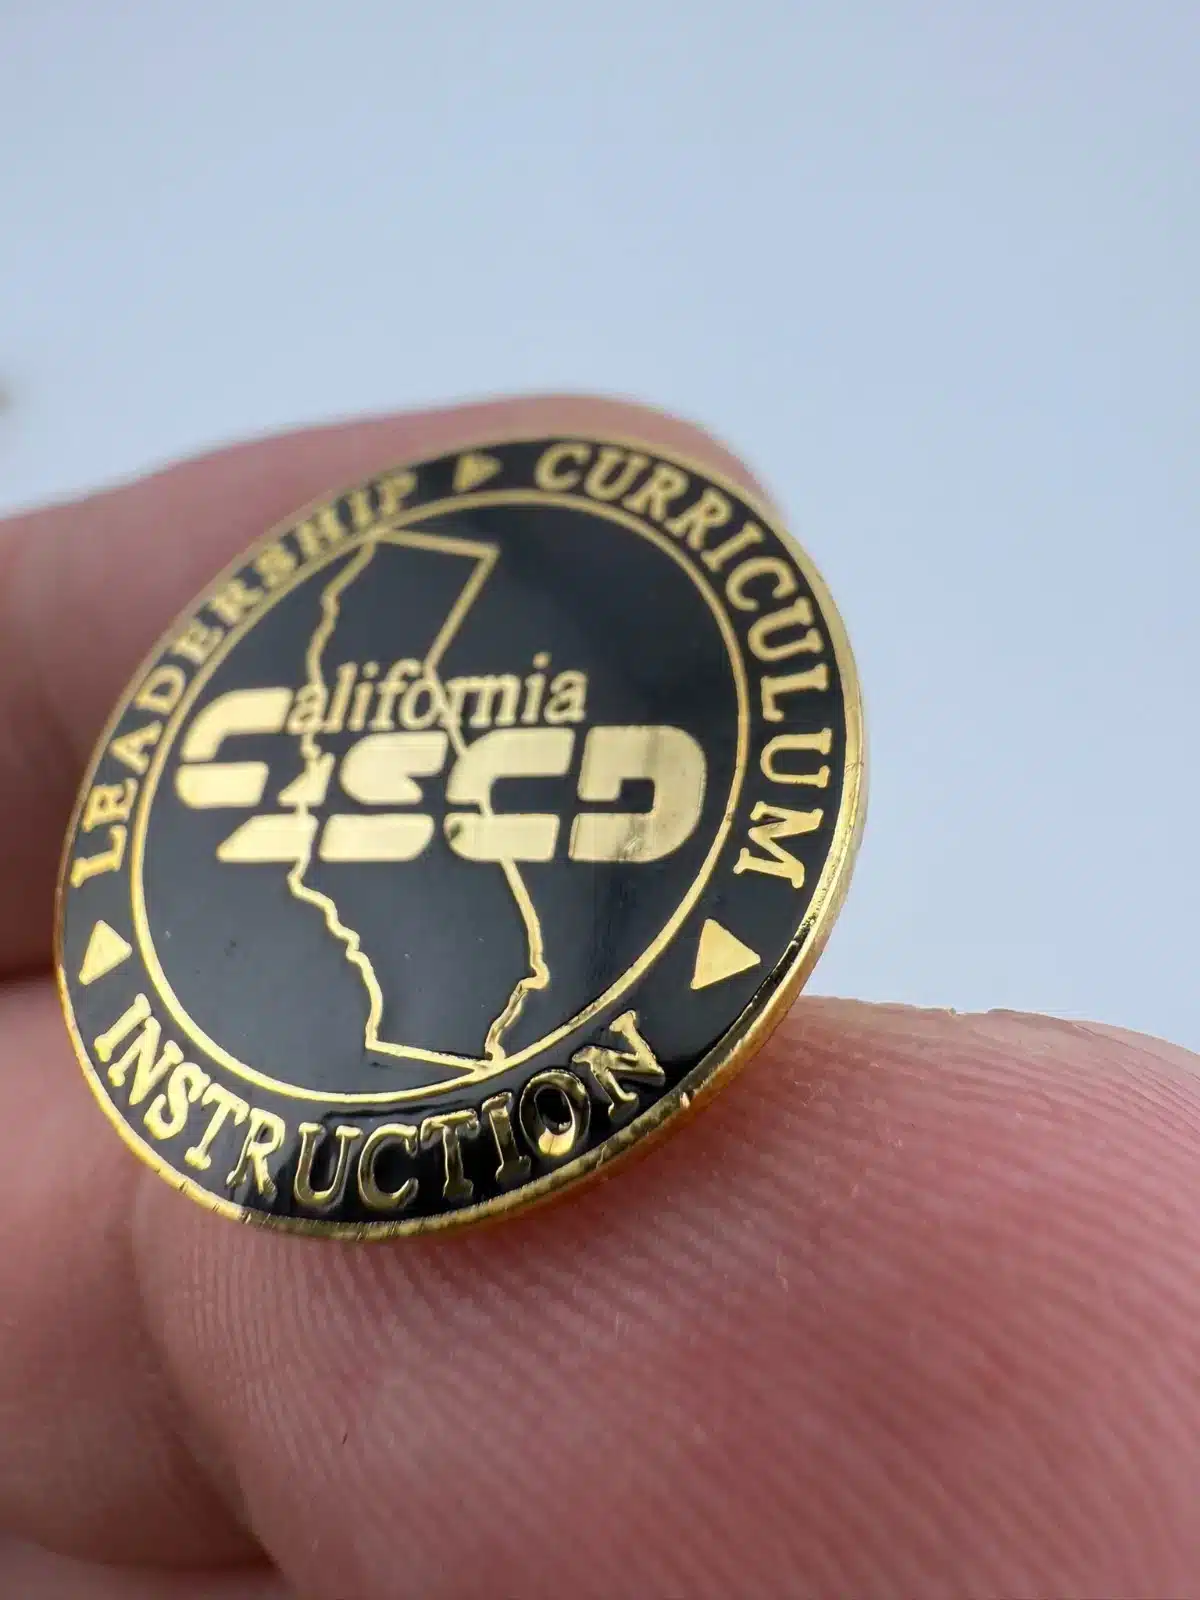 LEADERSHIP
CURRICULUM
California
ASCD
INSTRUCTION